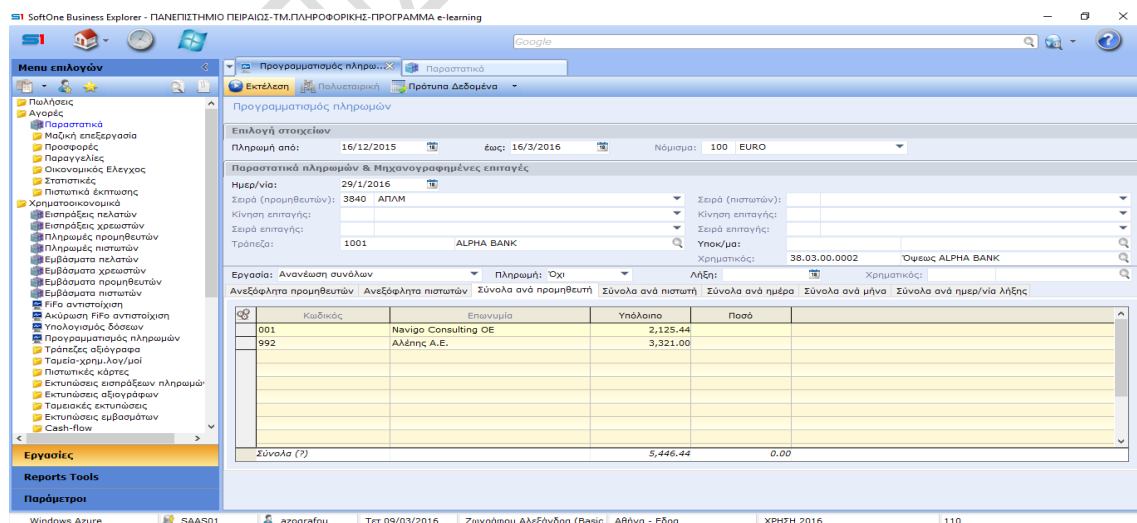 S1 SoftOne Business Explorer - ΠΑΝΕΠΙΣΤΗΜΙΟ ΠΕΙΡΑΙΩΣ-ΤΜ.ΠΛΗΡΟΦΟΡΙΚΗΣ-ΠΡΟΓΡΑΜΜΑ e-learning
S1 Google
Menu επιλογών
Προγραμματισμός πληρω... Παραστατικά
Εκτέλεση Πολυεταιρική Πρότυπα Δεδομένα
Πωλήσεις
Αγορές
Παραστατικά
Μαζική επεξεργασία
Προσφορές
Παραγγελίες
Οικονομικός Ελεγχος
Στατιστικές
Πιστωτικά έκπτωσης
Χρηματοοικονομικά
Εισπράξεις πελατών
Εισπράξεις χρεωστών
Πληρωμές προμηθευτών
Πληρωμές πιστωτών
Εμβάσματα πελατών
Εμβάσματα χρεωστών
Εμβάσματα προμηθευτών
Εμβάσματα πιστωτών
FiFo αντιστοίχιση
Ακύρωση FiFo αντιστοίχιση
Υπολογισμός δόσεων
Προγραμματισμός πληρωμών
Τράπεζες αξιόγραφα
Ταμεία-χρημ.λογ/μοί
Πιστωτικές κάρτες
Εκτυπώσεις εισπράξεων πληρωμώ
Εκτυπώσεις αξιογράφων
Ταμειακές εκτυπώσεις
Εκτυπώσεις εμβασμάτων
Cash-flow
Εργασίες
Reports Tools
Παράμετροι
Προγραμματισμός πληρωμών
Επιλογή στοιχείων
Πληρωμή από: 16/12/2015 έως: 16/3/2016 Νόμισμα: 100 EURO
Παραστατικά πληρωμών & Μηχανογραφημένες επιταγές
Ημερ/νία: 29/1/2016
Σειρά (προμηθευτών): 3840 ΑΠΛΜ Σειρά (πιστωτών):
Κίνηση επιταγής: Κίνηση επιταγής:
Σειρά επιταγής: Σειρά επιταγής:
Τράπεζα: 1001 ALPHA BANK Υποκ/μα:
Χρηματικός: 38.03.00.0002 Όψεως ALPHA BANK
Εργασία: Ανανέωση συνόλων Πληρωμή: Όχι Λήξη: Χρηματικός:
Ανεξόφλητα προμηθευτών Ανεξόφλητα πιστωτών Σύνολα ανά προμηθευτή Σύνολα ανά πιστωτή Σύνολα ανά ημέρα Σύνολα ανά μήνα Σύνολα ανά ημερ/νία λήξης
Κωδικός Επωνυμία Υπόλοιπο Ποσό
001 Navigo Consulting OE 2,125.44
992 Αλέπης Α.Ε. 3,321.00
Σύνολα (?) 5,446.44 0.00
Windows Azure SAAS01 azografou Τετ 09/03/2016 Ζωγράφου Αλεξάνδρα (Basic Αθήνα - Εδρα ΧΡΗΣΗ 2016 110